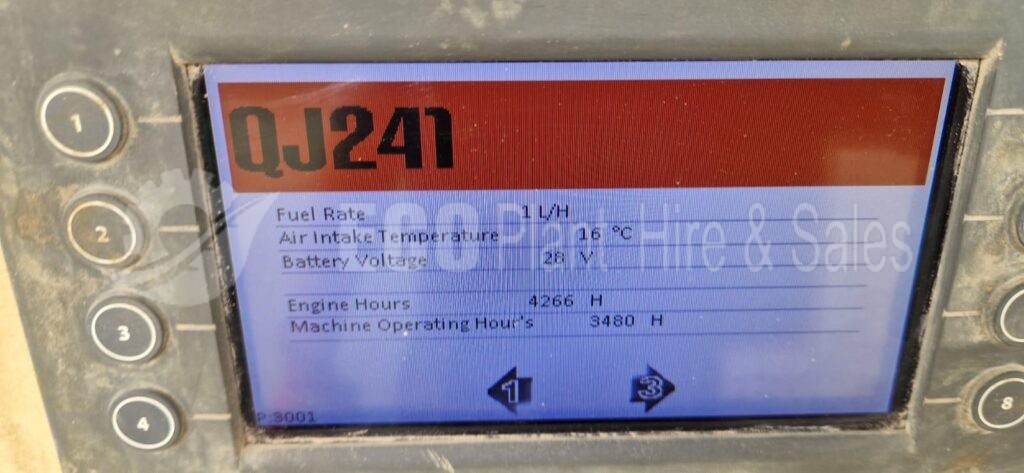 QJ241
Fuel Rate 1 L/H
Air Intake Temperature 16 °C
Battery Voltage 28 V
Engine Hours 4266 H
Machine Operating Hour's 3480 H
1 3
P:3001
1
2
3
4
8
ECO Plant Hire & Sales